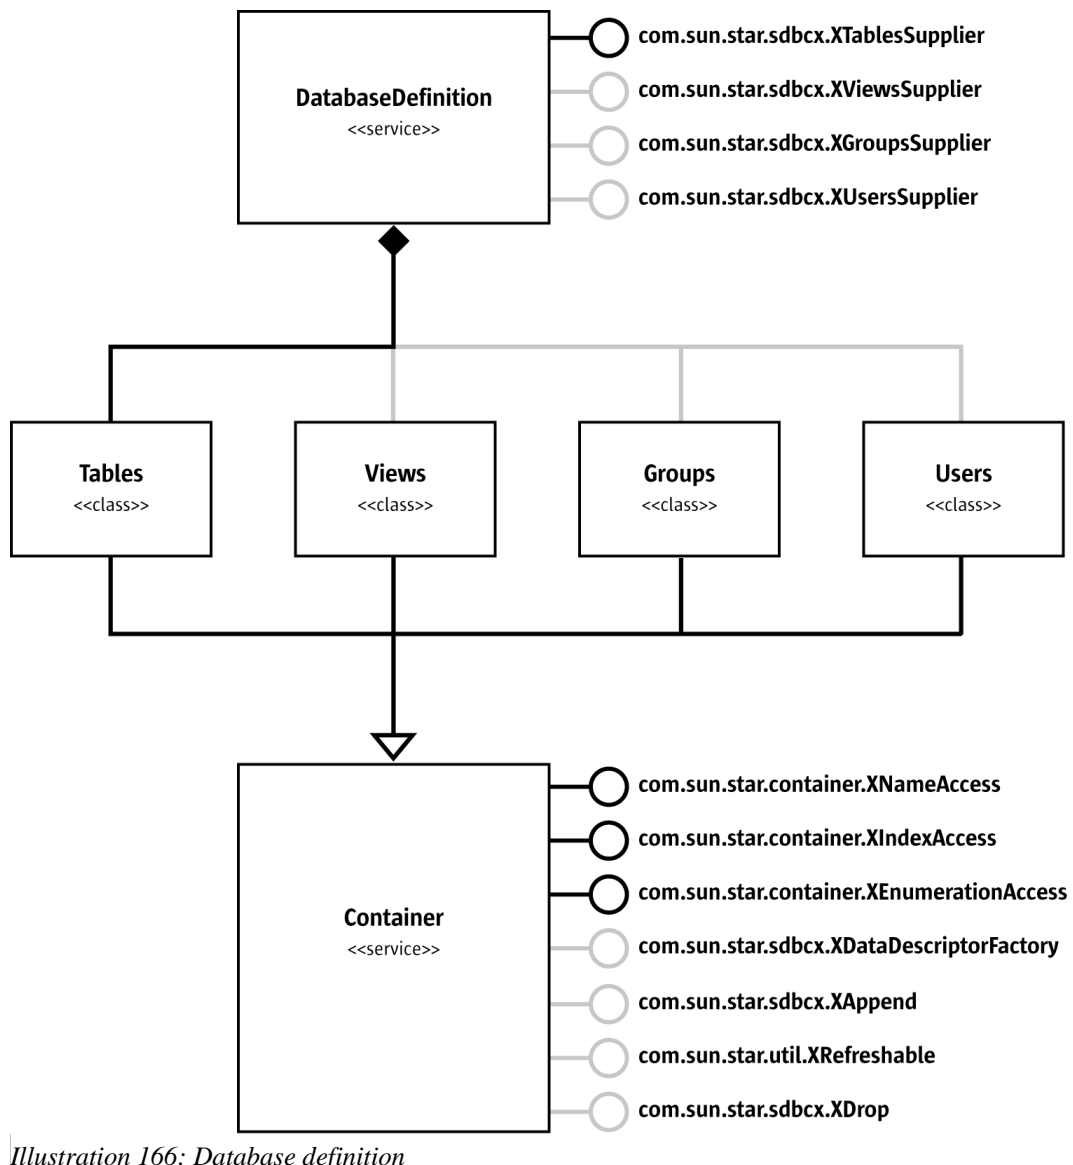 com.sun.star.sdbcx.XTablesSupplier
com.sun.star.sdbcx.XViewsSupplier
DatabaseDefinition
<<service>>
com.sun.star.sdbcx.XGroupsSupplier
com.sun.star.sdbcx.XUsersSupplier
Tables
<<class>>
Views
<<class>>
Groups
<<class>>
Users
<<class>>
com.sun.star.container.XNameAccess
com.sun.star.container.XIndexAccess
com.sun.star.container.XEnumerationAccess
Container
<<service>>
com.sun.star.sdbcx.XDataDescriptorFactory
com.sun.star.sdbcx.XAppend
com.sun.star.util.XRefreshable
com.sun.star.sdbcx.XDrop
Illustration 166: Database definition